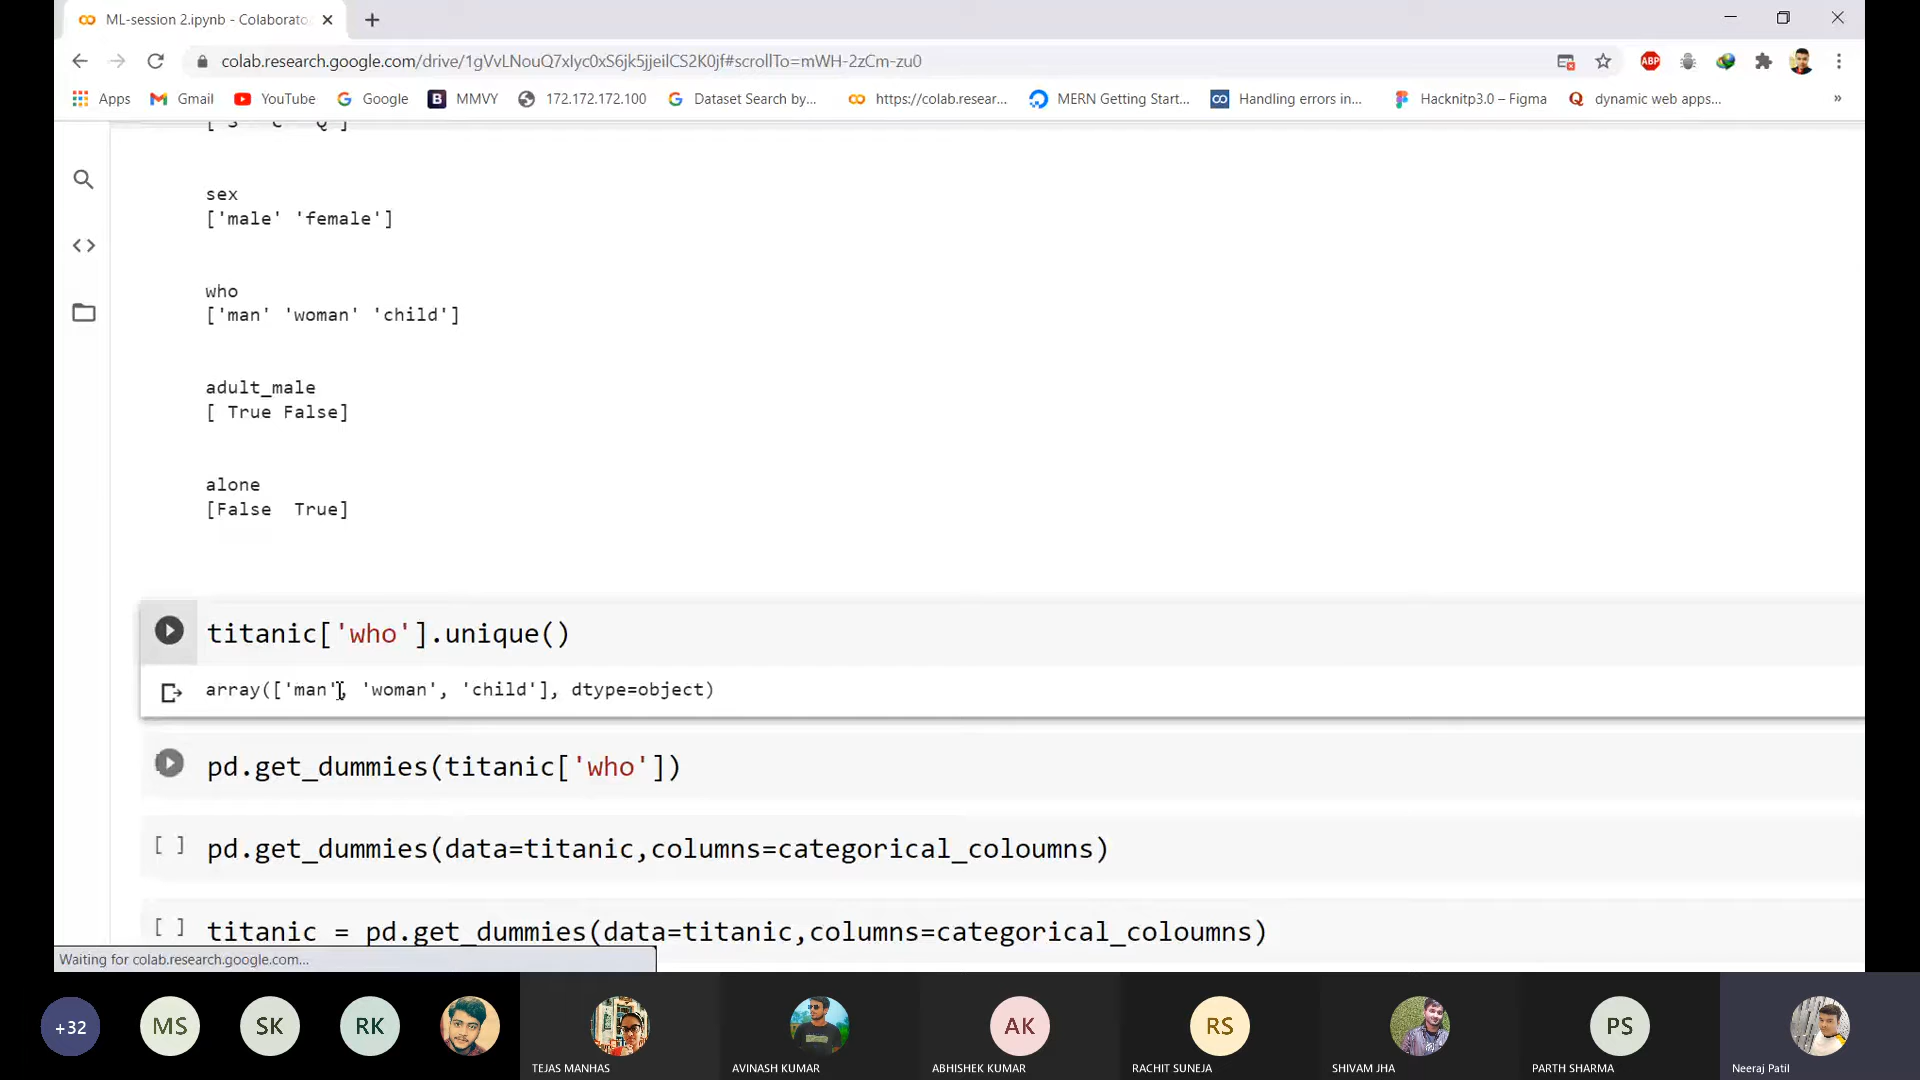 ML-session 2.ipynb - Colaborato
colab.research.google.com/drive/1gVvLNouQ7xIyc0xS6jk5jjeilCS2K0jf#scrollTo=mWH-2zCm-zu0
ABP
Apps Gmail YouTube Google MMVY 172.172.172.100 Dataset Search by... https://colab.resear... MERN Getting Start... Handling errors in... Hacknitp3.0 – Figma dynamic web apps... »
['S' 'C' 'Q']
sex
['male' 'female']
who
['man' 'woman' 'child']
adult_male
[ True False]
alone
[False  True]
titanic['who'].unique()
array(['man', 'woman', 'child'], dtype=object)
pd.get_dummies(titanic['who'])
[ ] pd.get_dummies(data=titanic,columns=categorical_coloumns)
[ ] titanic = pd.get_dummies(data=titanic,columns=categorical_coloumns)
Waiting for colab.research.google.com...
+32 MS SK RK AK RS PS
TEJAS MANHAS AVINASH KUMAR ABHISHEK KUMAR RACHIT SUNEJA SHIVAM JHA PARTH SHARMA Neeraj Patil